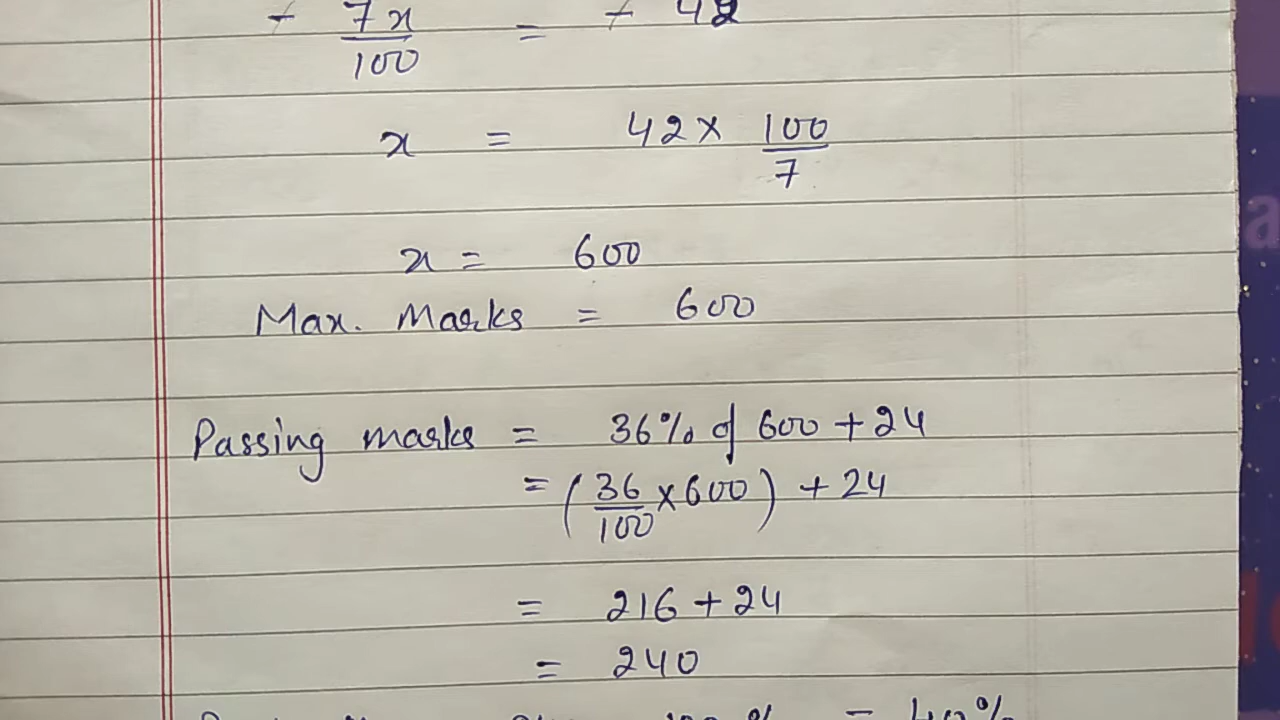 - 7x/100 = - 42
x = 42 × 100/7
x = 600
Max. Marks = 600
Passing marks = 36% of 600 + 24
= (36/100 × 600) + 24
= 216 + 24
= 240
= 40%